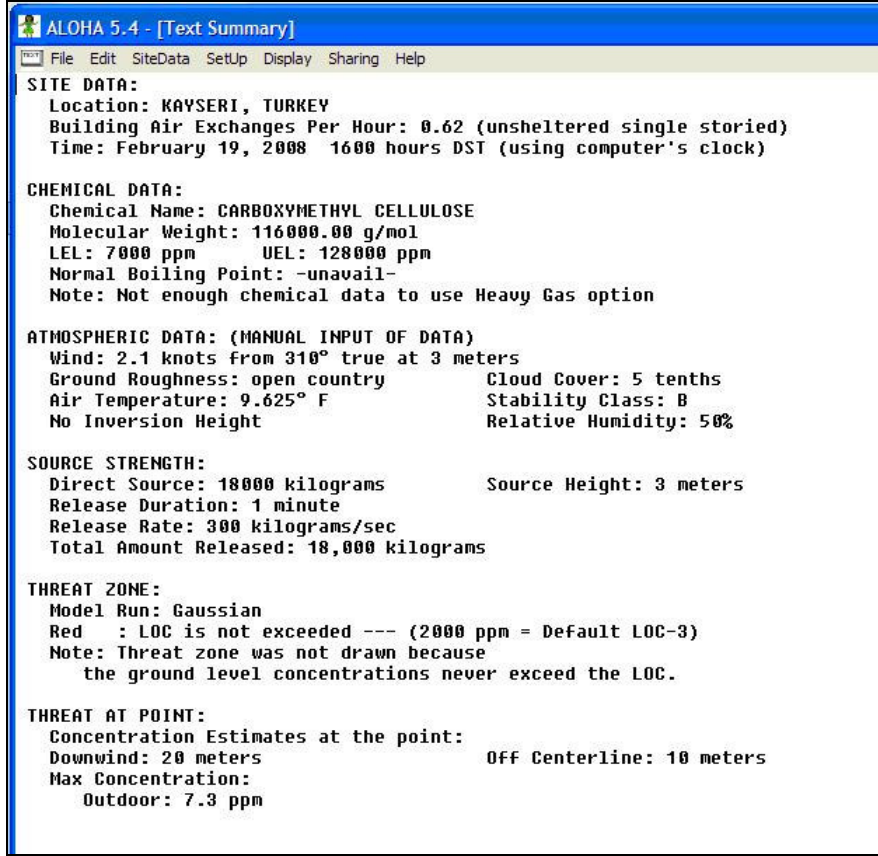 ALOHA 5.4 - [Text Summary]
File Edit SiteData SetUp Display Sharing Help
SITE DATA:
Location: KAYSERI, TURKEY
Building Air Exchanges Per Hour: 0.62 (unsheltered single storied)
Time: February 19, 2008 1600 hours DST (using computer's clock)
CHEMICAL DATA:
Chemical Name: CARBOXYMETHYL CELLULOSE
Molecular Weight: 116000.00 g/mol
LEL: 7000 ppm UEL: 128000 ppm
Normal Boiling Point: -unavail-
Note: Not enough chemical data to use Heavy Gas option
ATMOSPHERIC DATA: (MANUAL INPUT OF DATA)
Wind: 2.1 knots from 310° true at 3 meters
Ground Roughness: open country Cloud Cover: 5 tenths
Air Temperature: 9.625° F Stability Class: B
No Inversion Height Relative Humidity: 50%
SOURCE STRENGTH:
Direct Source: 18000 kilograms Source Height: 3 meters
Release Duration: 1 minute
Release Rate: 300 kilograms/sec
Total Amount Released: 18,000 kilograms
THREAT ZONE:
Model Run: Gaussian
Red : LOC is not exceeded --- (2000 ppm = Default LOC-3)
Note: Threat zone was not drawn because
the ground level concentrations never exceed the LOC.
THREAT AT POINT:
Concentration Estimates at the point:
Downwind: 20 meters Off Centerline: 10 meters
Max Concentration:
Outdoor: 7.3 ppm